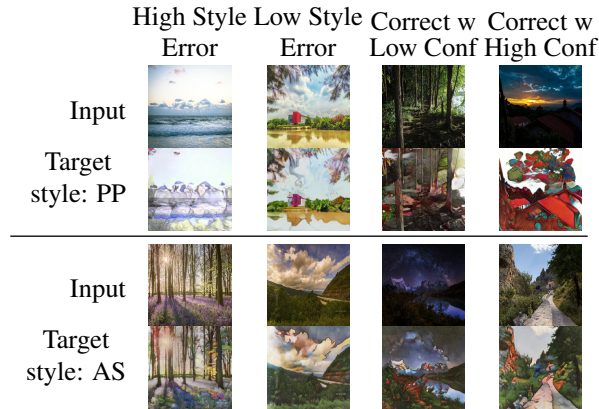 High Style Low Style Correct w Correct w
Error Error Low Conf High Conf
Input
Target
style: PP
Input
Target
style: AS